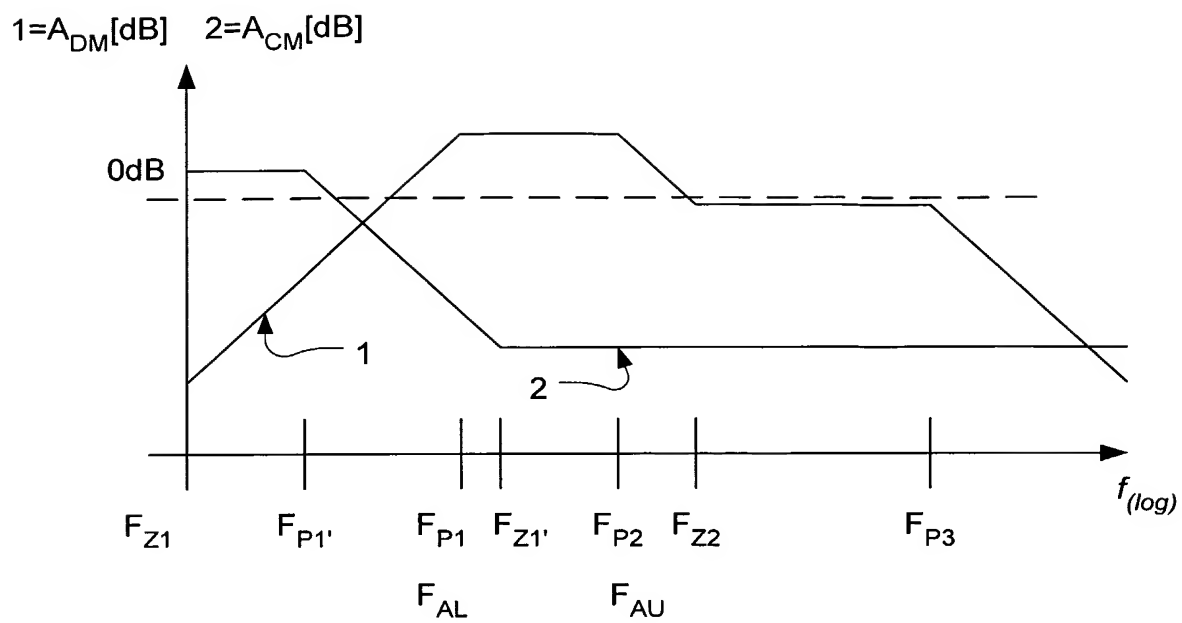 1=A_DM[dB] 2=A_CM[dB]
0dB
1
2
f(log)
F_Z1 F_P1' F_P1 F_Z1' F_P2 F_Z2 F_P3
F_AL F_AU